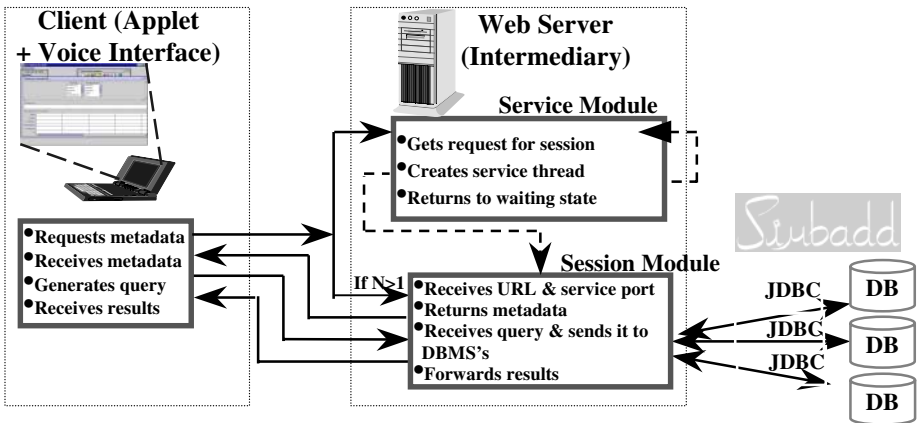 Client (Applet
+ Voice Interface)
Web Server
(Intermediary)
Service Module
•Gets request for session
•Creates service thread
•Returns to waiting state
•Requests metadata
•Receives metadata
•Generates query
•Receives results
If N>1
Session Module
•Receives URL & service port
•Returns metadata
•Receives query & sends it to
DBMS's
•Forwards results
JDBC
JDBC
JDBC
DB
DB
DB